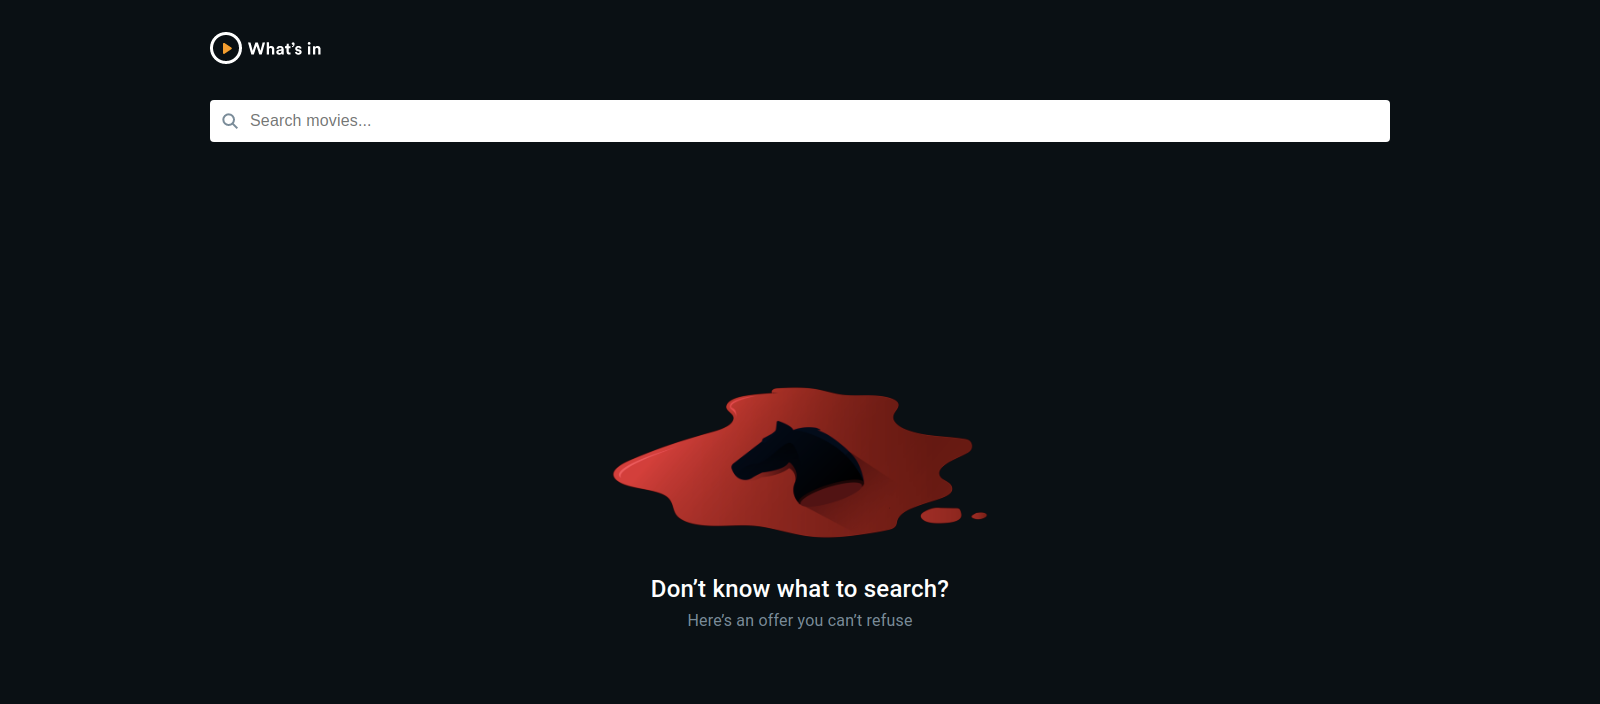 What's in
Search movies...
Don’t know what to search?
Here’s an offer you can’t refuse